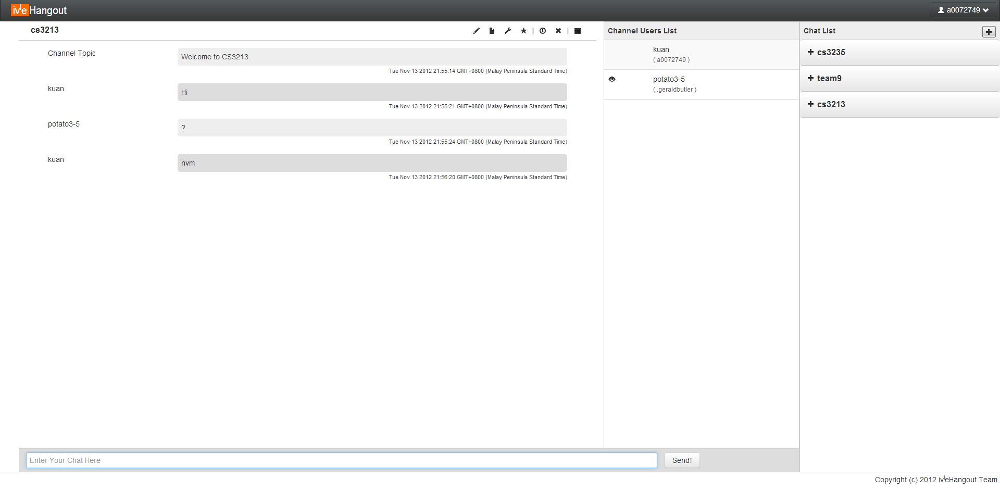 ivleHangout
a0072749
cs3213
Channel Topic
Welcome to CS3213.
Tue Nov 13 2012 21:55:14 GMT+0800 (Malay Peninsula Standard Time)
kuan
Hi
Tue Nov 13 2012 21:55:21 GMT+0800 (Malay Peninsula Standard Time)
potato3-5
?
Tue Nov 13 2012 21:55:24 GMT+0800 (Malay Peninsula Standard Time)
kuan
nvm
Tue Nov 13 2012 21:56:20 GMT+0800 (Malay Peninsula Standard Time)
Enter Your Chat Here
Send!
Channel Users List
kuan
( a0072749 )
potato3-5
( .geraldbutler )
Chat List
cs3235
team9
cs3213
Copyright (c) 2012 ivleHangout Team